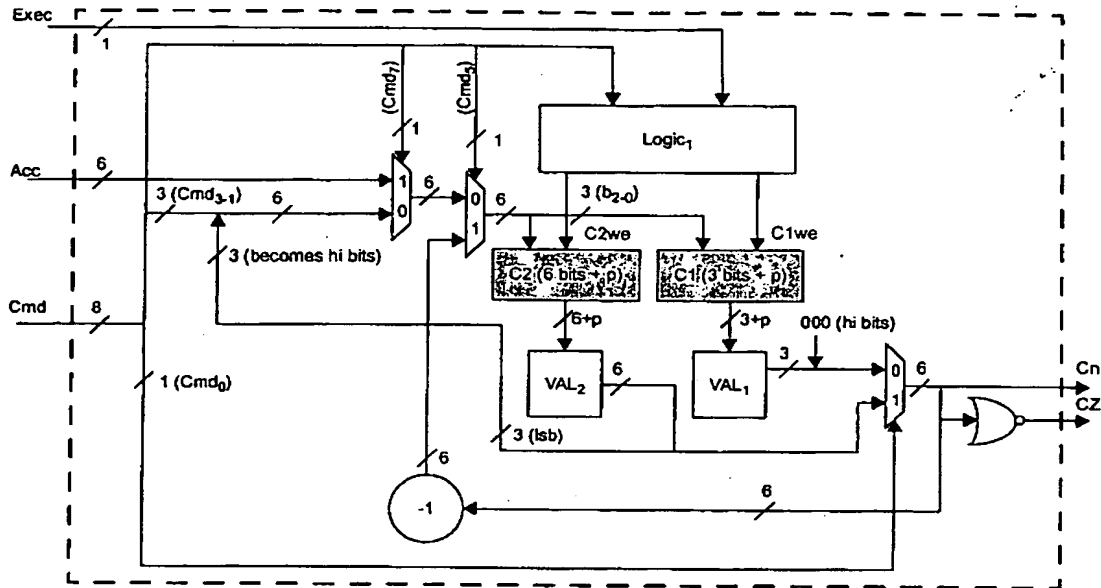 Exec
1
(Cmd7)
(Cmd5)
1
1
Logic1
Acc
6
3 (Cmd3-1)
6
1
0
6
0
1
6
3 (b2-0)
C2we
C1we
3 (becomes hi bits)
C2 (6 bits + p)
C1 (3 bits + p)
Cmd
8
6+p
3+p
000 (hi bits)
1 (Cmd0)
VAL2
6
VAL1
3
0
1
6
Cn
CZ
3 (lsb)
6
-1
6